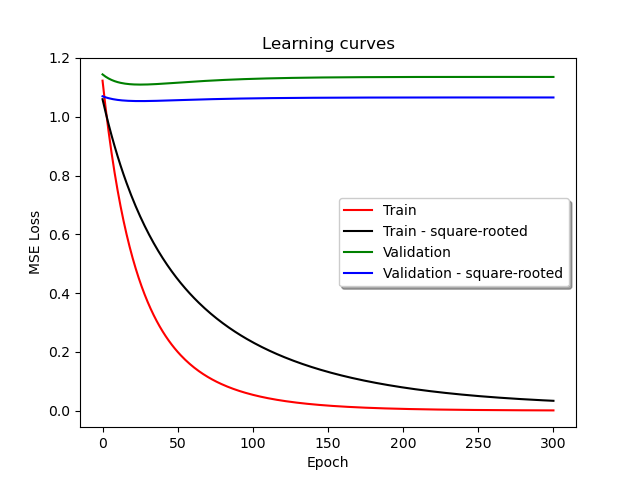 Learning curves
MSE Loss
1.2
1.0
0.8
0.6
0.4
0.2
0.0
Train
Train - square-rooted
Validation
Validation - square-rooted
0 50 100 150 200 250 300
Epoch